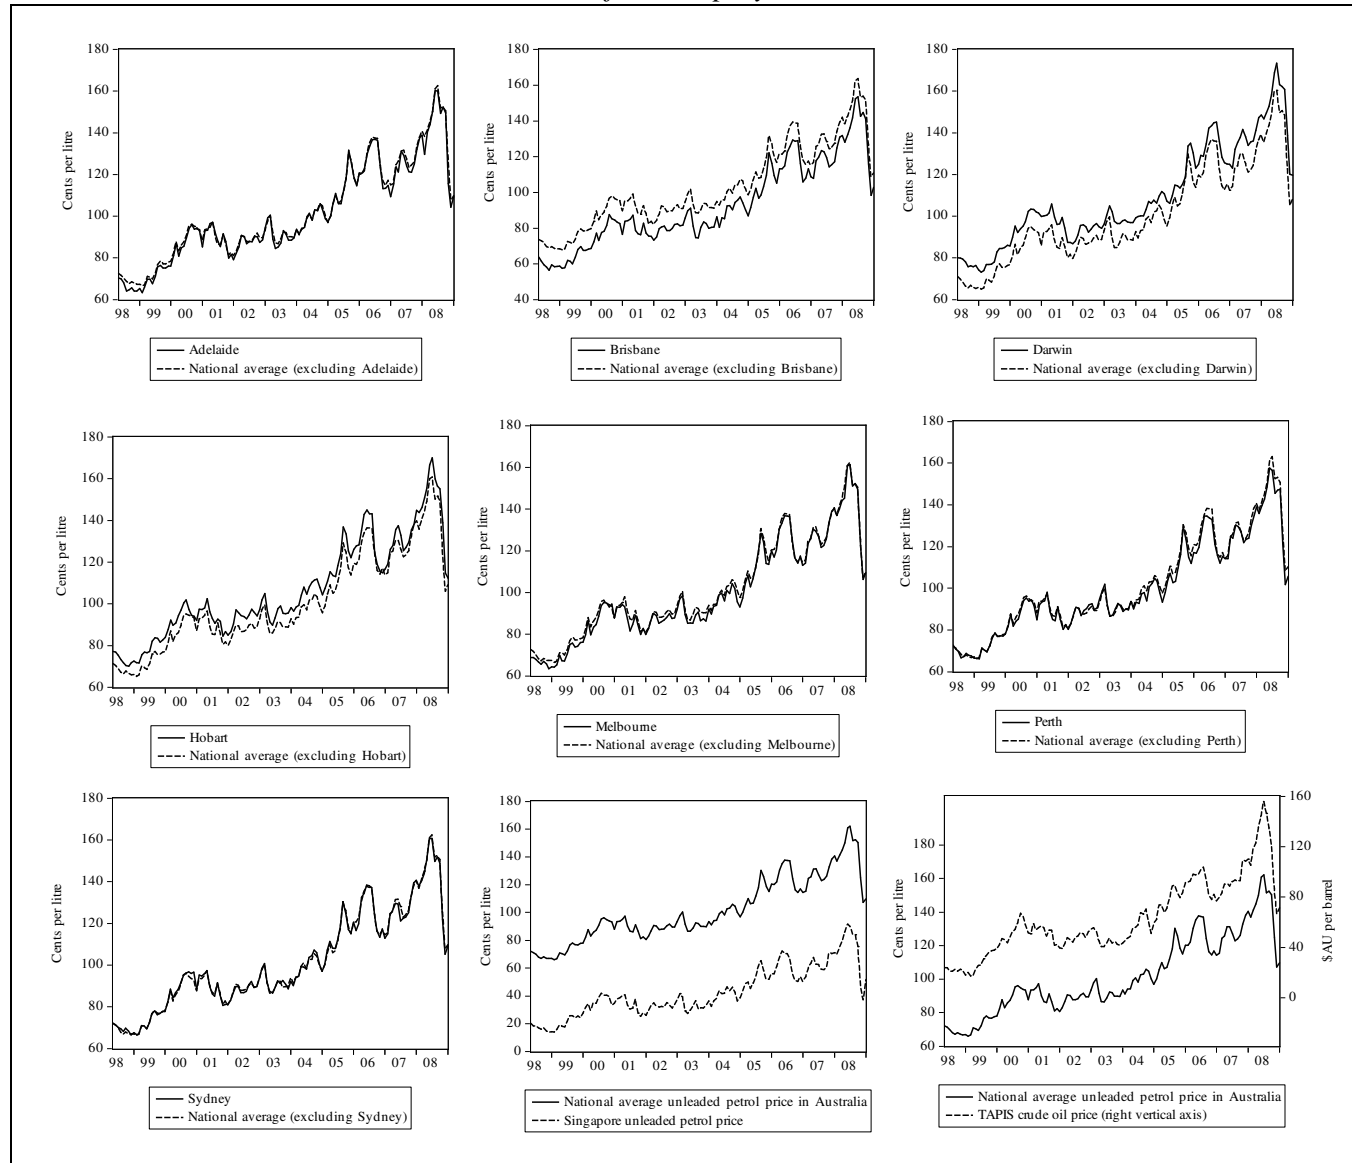 180
160
140
120
100
80
60
Cents per litre
98 99 00 01 02 03 04 05 06 07 08
Adelaide
National average (excluding Adelaide)
180
160
140
120
100
80
60
40
Cents per litre
98 99 00 01 02 03 04 05 06 07 08
Brisbane
National average (excluding Brisbane)
180
160
140
120
100
80
60
Cents per litre
98 99 00 01 02 03 04 05 06 07 08
Darwin
National average (excluding Darwin)
180
160
140
120
100
80
60
Cents per litre
98 99 00 01 02 03 04 05 06 07 08
Hobart
National average (excluding Hobart)
180
160
140
120
100
80
60
Cents per litre
98 99 00 01 02 03 04 05 06 07 08
Melbourne
National average (excluding Melbourne)
180
160
140
120
100
80
60
Cents per litre
98 99 00 01 02 03 04 05 06 07 08
Perth
National average (excluding Perth)
180
160
140
120
100
80
60
Cents per litre
98 99 00 01 02 03 04 05 06 07 08
Sydney
National average (excluding Sydney)
180
160
140
120
100
80
60
40
20
0
Cents per litre
98 99 00 01 02 03 04 05 06 07 08
National average unleaded petrol price in Australia
Singapore unleaded petrol price
180
160
140
120
100
80
60
Cents per litre
160
120
80
40
0
$AU per barrel
98 99 00 01 02 03 04 05 06 07 08
National average unleaded petrol price in Australia
TAPIS crude oil price (right vertical axis)